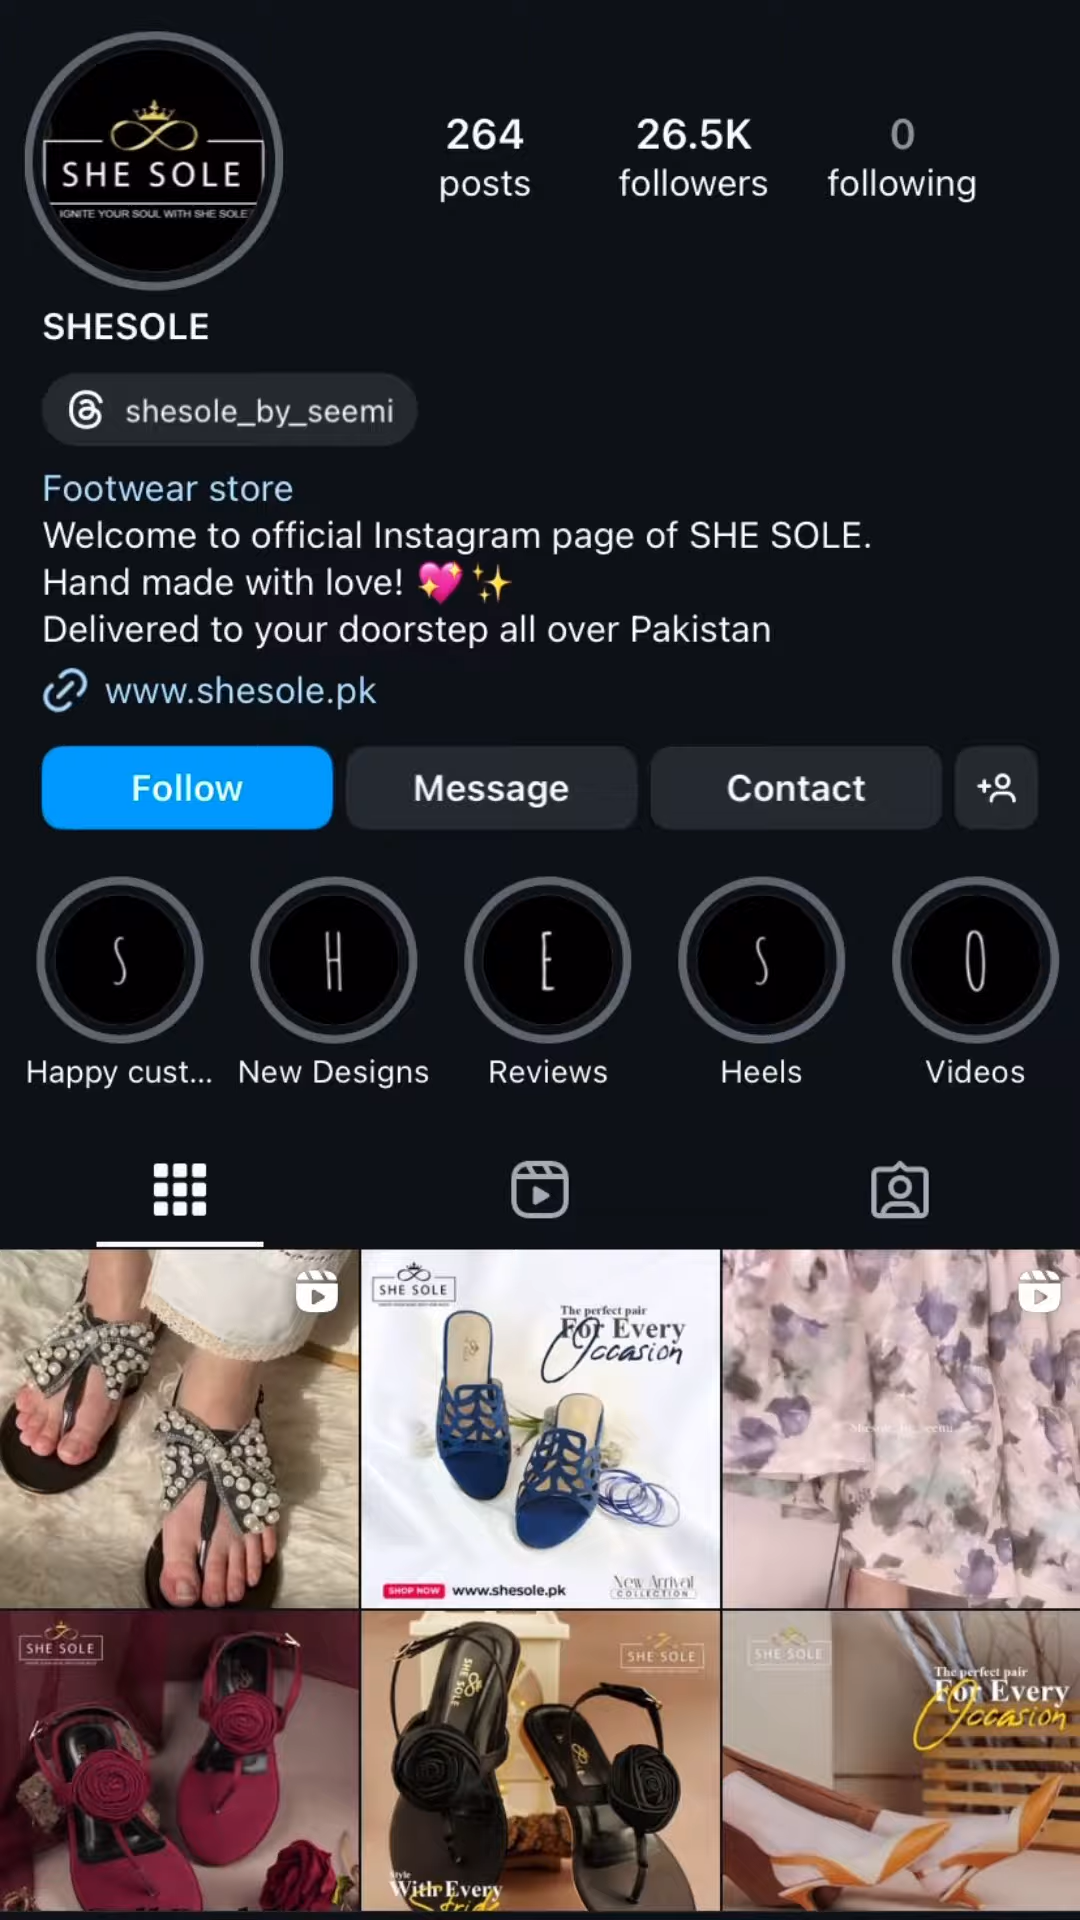 SHE SOLE
IGNITE YOUR SOUL WITH SHE SOLE
264 posts
26.5K followers
0 following
SHESOLE
shesole_by_seemi
Footwear store
Welcome to official Instagram page of SHE SOLE.
Hand made with love! 💖✨
Delivered to your doorstep all over Pakistan
www.shesole.pk
Follow
Message
Contact
S
H
E
S
O
Happy cust...
New Designs
Reviews
Heels
Videos
SHE SOLE
The perfect pair
For Every
Occasion
SHOP NOW www.shesole.pk
New Arrival
COLLECTION
Shesole_by_seemi
SHE SOLE
SHE SOLE
SHE SOLE
Style
With Every
Stride
SHE SOLE
The perfect pair
For Every
Occasion